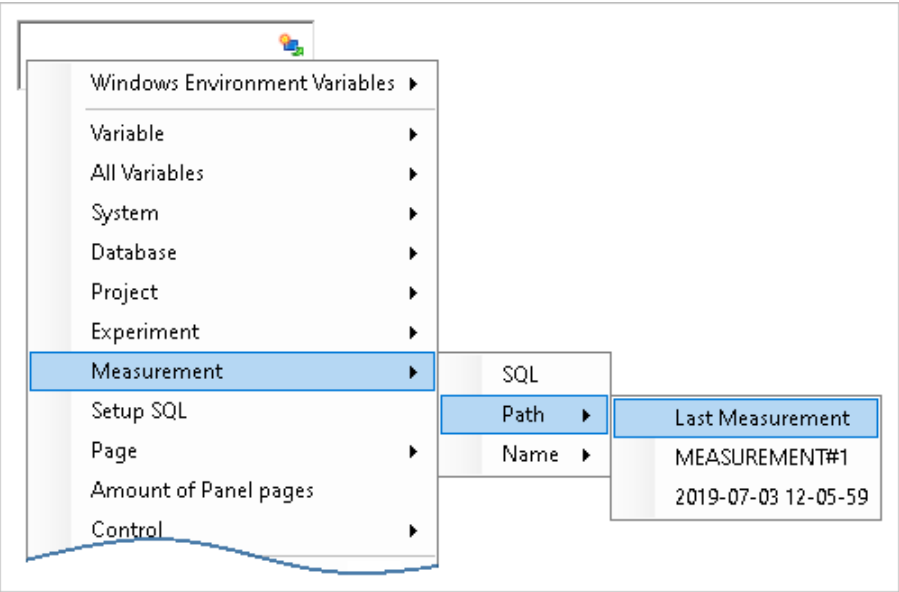 Windows Environment Variables
Variable
All Variables
System
Database
Project
Experiment
Measurement
Setup SQL
Page
Amount of Panel pages
Control
SQL
Path
Name
Last Measurement
MEASUREMENT#1
2019-07-03 12-05-59